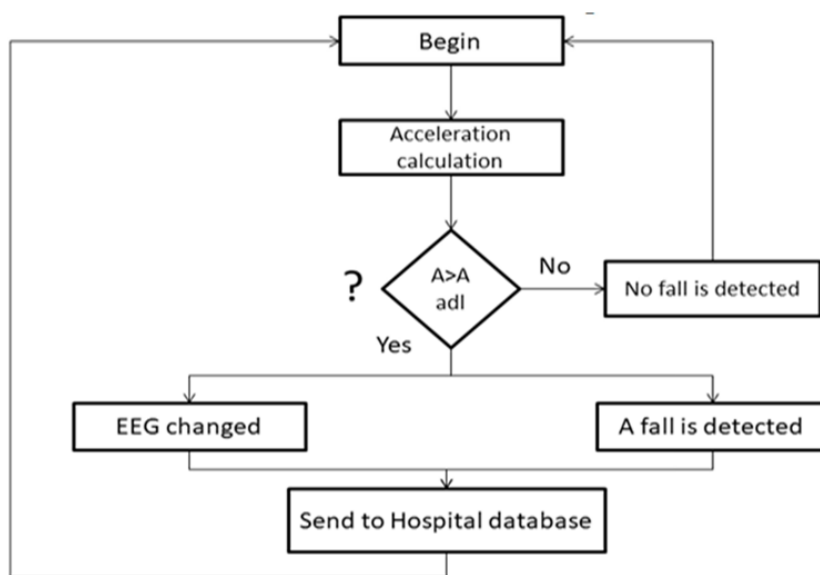 Begin
Acceleration
calculation
?
A>A
adl
No
No fall is detected
Yes
EEG changed
A fall is detected
Send to Hospital database